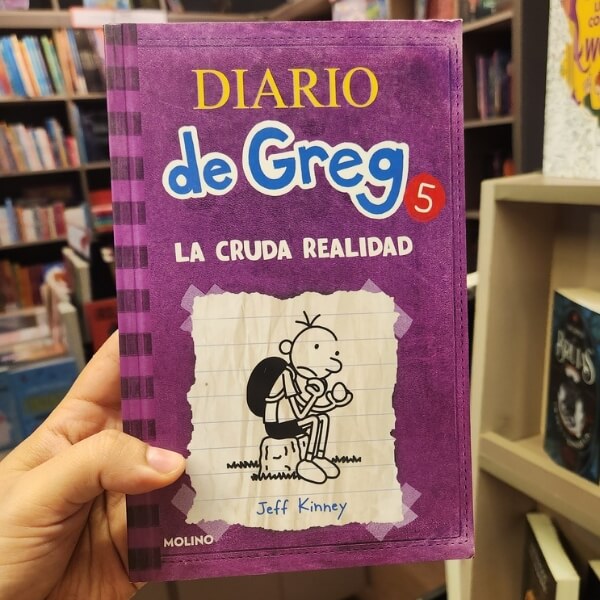 DIARIO
de Greg
5
LA CRUDA REALIDAD
Jeff Kinney
MOLINO